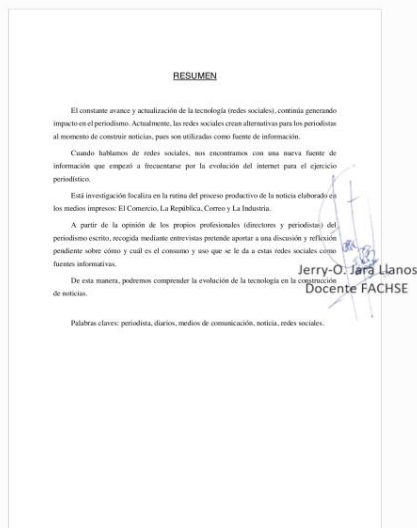 RESUMEN
El constante avance y actualización de la tecnología (redes sociales), continúa generando
impacto en el periodismo. Actualmente, las redes sociales crean alternativas para los periodistas
al momento de construir noticias, pues son utilizadas como fuente de información.
Cuando hablamos de redes sociales, nos encontramos con una nueva fuente de
información que empezó a frecuentarse por la evolución del internet para el ejercicio
periodístico.
Está investigación focaliza en la rutina del proceso productivo de la noticia elaborado en
los medios impresos: El Comercio, La República, Correo y La Industria.
A partir de la opinión de los propios profesionales (directores y periodistas) del
periodismo escrito, recogida mediante entrevistas pretende aportar a una discusión y reflexión
pendiente sobre cómo y cuál es el consumo y uso que se le da a estas redes sociales cómo
fuentes informativas.
Jerry-O. Jara Llanos
De esta manera, podremos comprender la evolución de la tecnología en la construcción
Docente FACHSE
de noticias.
Palabras claves: periodista, diarios, medios de comunicación, noticia, redes sociales.